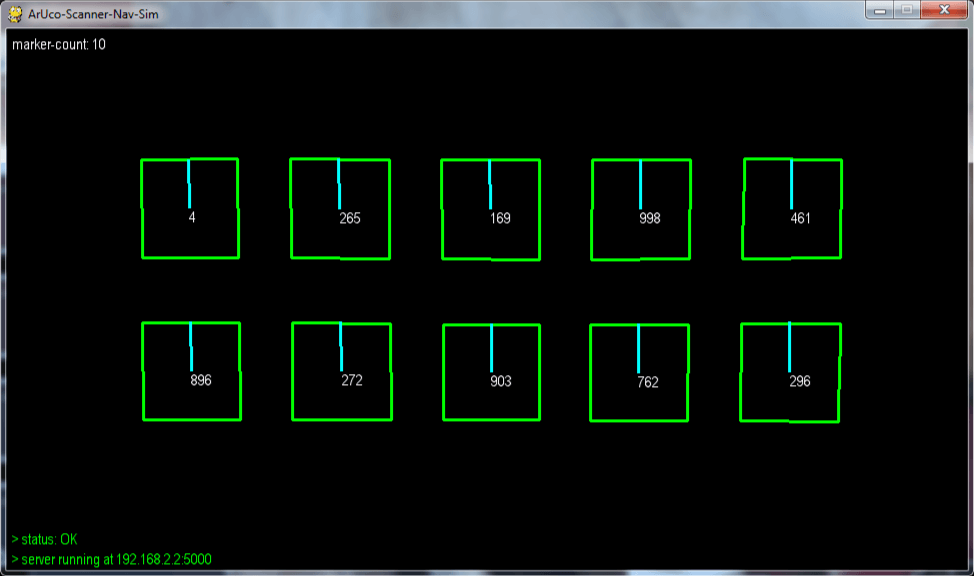 ArUco-Scanner-Nav-Sim
marker-count: 10
4 265 169 998 461
896 272 903 762 296
> status: OK
> server running at 192.168.2.2:5000